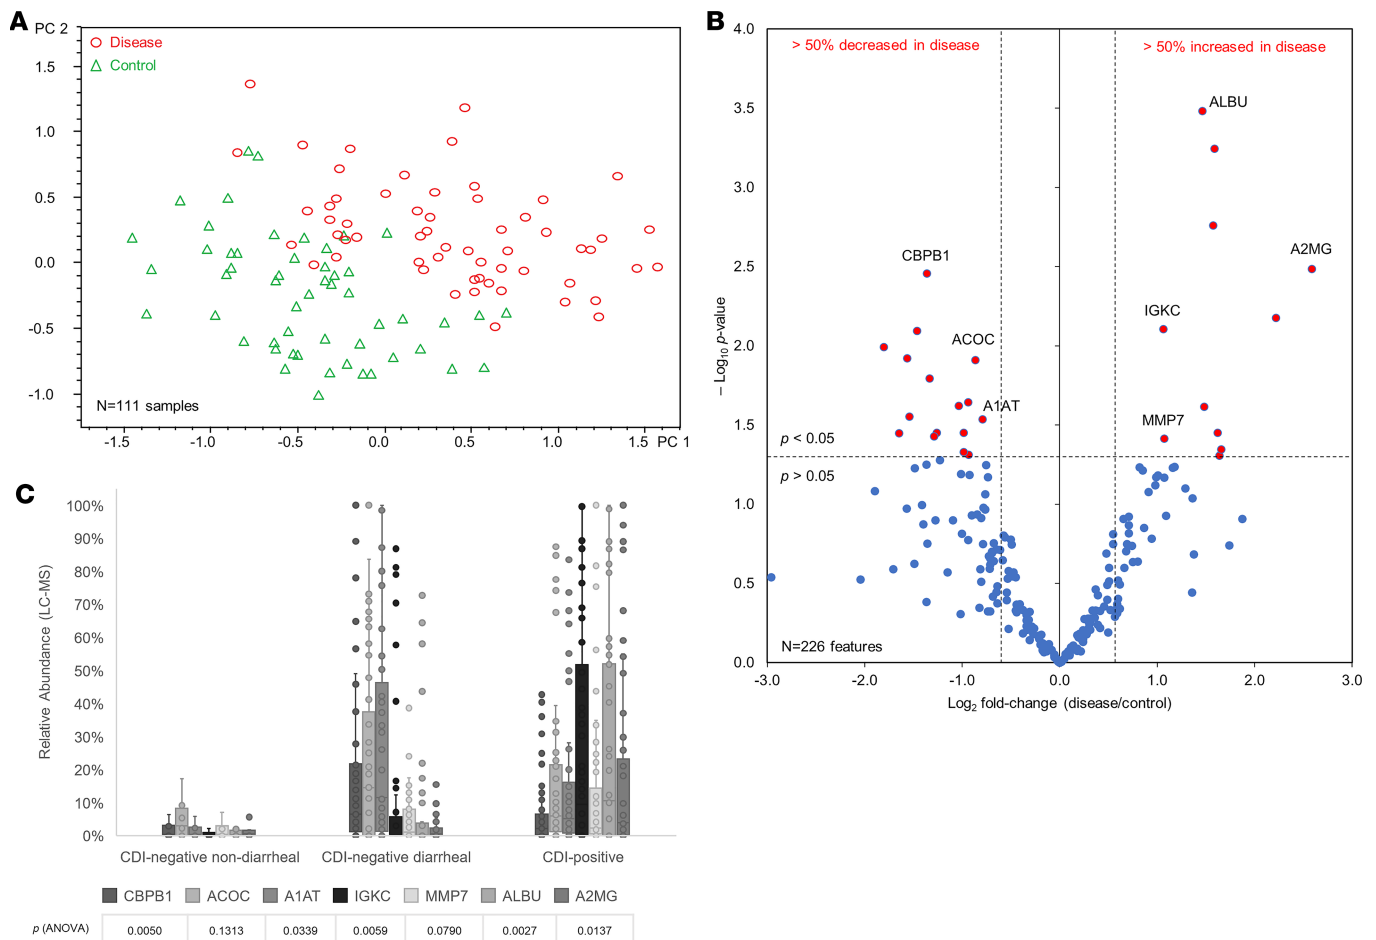 A
PC 2
Disease
Control
1.5
1.0
0.5
0.0
-0.5
-1.0
N=111 samples
-1.5 -1.0 -0.5 0.0 0.5 1.0 1.5 PC 1
B
4.0
3.5
3.0
2.5
2.0
1.5
1.0
0.5
0.0
– Log10 p-value
> 50% decreased in disease
> 50% increased in disease
ALBU
A2MG
CBPB1
IGKC
ACOC
A1AT
MMP7
p < 0.05
p > 0.05
N=226 features
-3.0 -2.0 -1.0 0.0 1.0 2.0 3.0
Log2 fold-change (disease/control)
C
Relative Abundance (LC-MS)
100%
90%
80%
70%
60%
50%
40%
30%
20%
10%
0%
CDI-negative non-diarrheal CDI-negative diarrheal CDI-positive
CBPB1 ACOC A1AT IGKC MMP7 ALBU A2MG
p (ANOVA) 0.0050 0.1313 0.0339 0.0059 0.0790 0.0027 0.0137